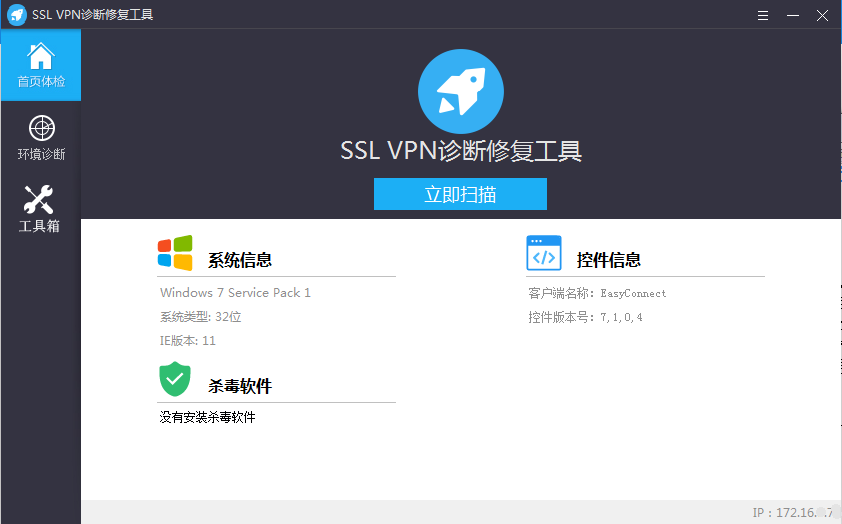 SSL VPN诊断修复工具
首页体检
环境诊断
工具箱
SSL VPN诊断修复工具
立即扫描
系统信息
Windows 7 Service Pack 1
系统类型: 32位
IE版本: 11
控件信息
客户端名称: EasyConnect
控件版本号: 7,1,0,4
杀毒软件
没有安装杀毒软件
IP : 172.16.